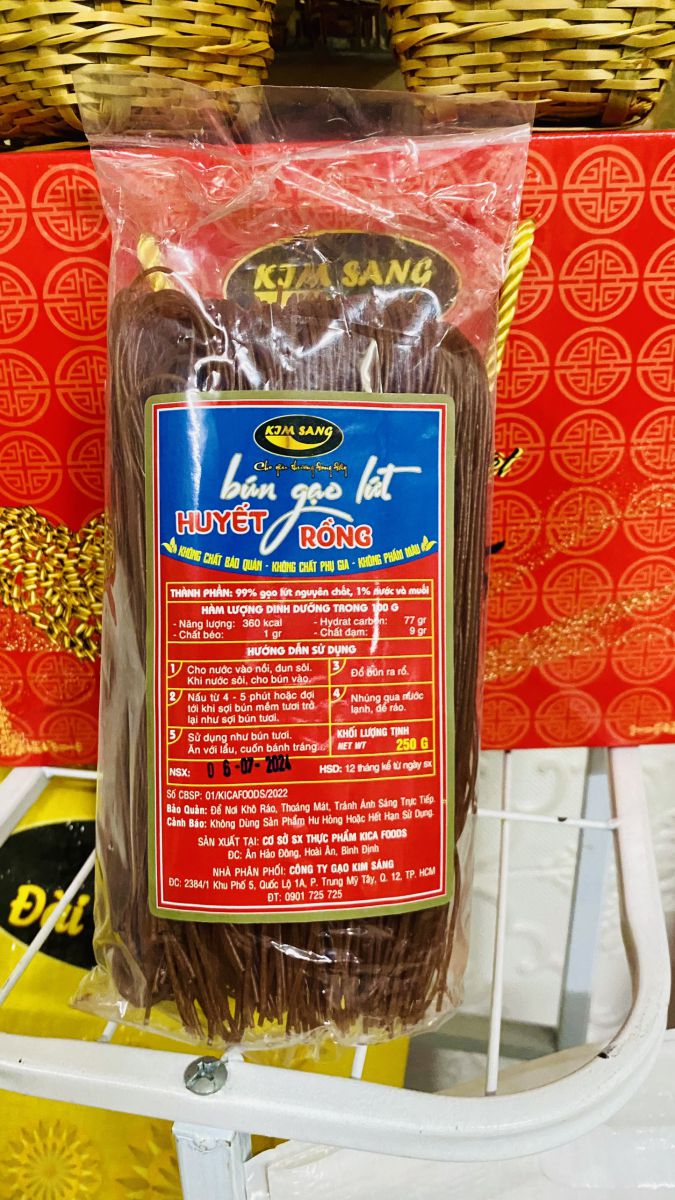 KIM SANG
KIM SANG
bún gạo lứt
HUYẾT RỒNG
KHÔNG CHẤT BẢO QUẢN - KHÔNG CHẤT PHỤ GIA - KHÔNG PHẨM MÀU
THÀNH PHẦN: 99% gạo lứt nguyên chất, 1% nước và muối
HÀM LƯỢNG DINH DƯỠNG TRONG 100 G
- Năng lượng: 360 kcal - Hydrat carbon: 77 gr
- Chất béo: 1 gr - Chất đạm: 9 gr
HƯỚNG DẪN SỬ DỤNG
1 Cho nước vào nồi, đun sôi.
Khi nước sôi, cho bún vào.
2 Nấu từ 4 - 5 phút hoặc đợi
tới khi sợi bún mềm tươi trở
lại như sợi bún tươi.
3 Đổ bún ra rổ.
4 Nhúng qua nước
lạnh, để ráo.
5 Sử dụng như bún tươi.
Ăn với lẩu, cuốn bánh tráng...
KHỐI LƯỢNG TỊNH
NET WT 250 G
NSX: 06-07-2024 HSD: 12 tháng kể từ ngày sx
Số CBSP: 01/KICAFOODS/2022
Bảo Quản: Để Nơi Khô Ráo, Thoáng Mát, Tránh Ánh Sáng Trực Tiếp.
Cảnh Báo: Không Dùng Sản Phẩm Hư Hỏng Hoặc Hết Hạn Sử Dụng.
SẢN XUẤT TẠI: CƠ SỞ SX THỰC PHẨM KICA FOODS
ĐC: Ân Hảo Đông, Hoài Ân, Bình Định
NHÀ PHÂN PHỐI: CÔNG TY GẠO KIM SÁNG
ĐC: 2384/1 Khu Phố 5, Quốc Lộ 1A, P. Trung Mỹ Tây, Q. 12, TP. HCM
ĐT: 0901 725 725
Đài